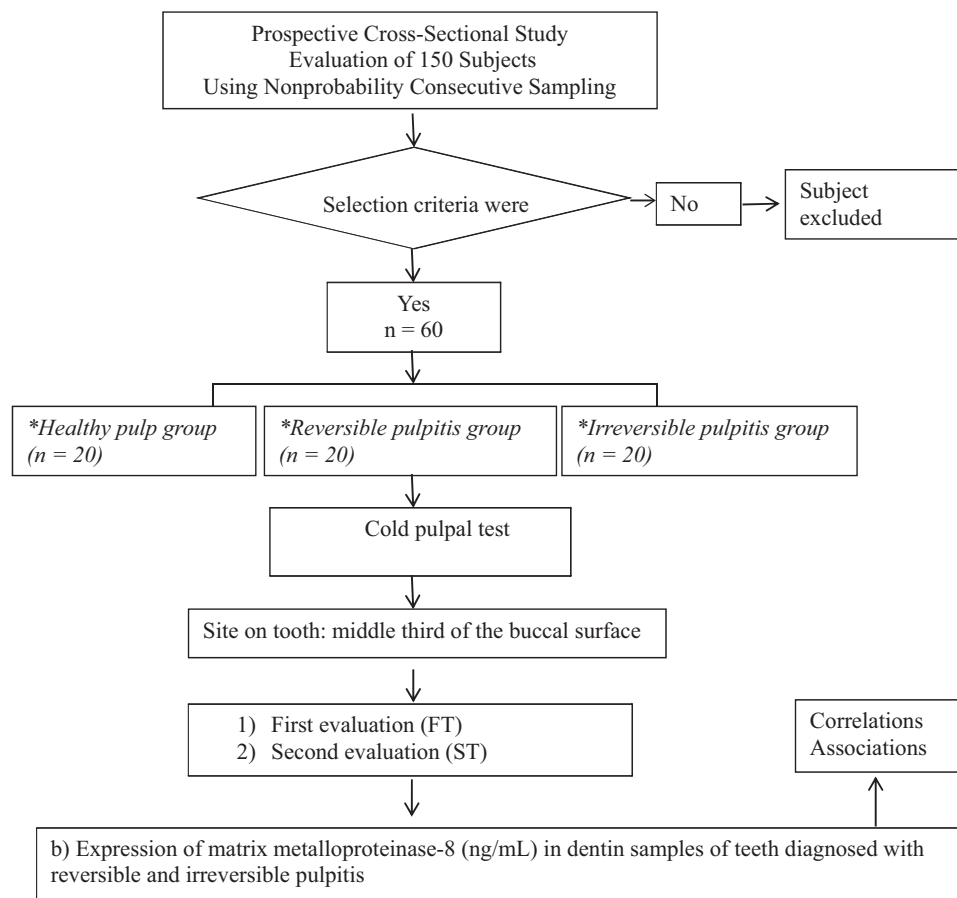 Prospective Cross-Sectional Study
Evaluation of 150 Subjects
Using Nonprobability Consecutive Sampling
Selection criteria were
No
Subject
excluded
Yes
n = 60
*Healthy pulp group
(n = 20)
*Reversible pulpitis group
(n = 20)
*Irreversible pulpitis group
(n = 20)
Cold pulpal test
Site on tooth: middle third of the buccal surface
1) First evaluation (FT)
2) Second evaluation (ST)
Correlations
Associations
b) Expression of matrix metalloproteinase-8 (ng/mL) in dentin samples of teeth diagnosed with
reversible and irreversible pulpitis